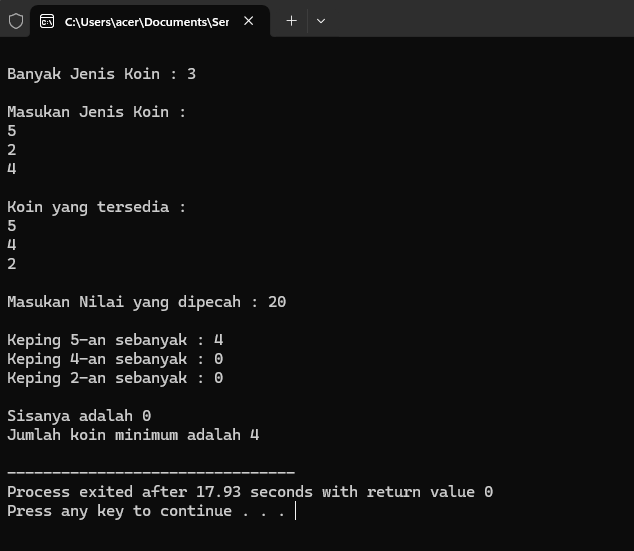 C:\Users\acer\Documents\Ser
Banyak Jenis Koin : 3
Masukan Jenis Koin :
5
2
4
Koin yang tersedia :
5
4
2
Masukan Nilai yang dipecah : 20
Keping 5-an sebanyak : 4
Keping 4-an sebanyak : 0
Keping 2-an sebanyak : 0
Sisanya adalah 0
Jumlah koin minimum adalah 4
--------------------------------
Process exited after 17.93 seconds with return value 0
Press any key to continue . . .